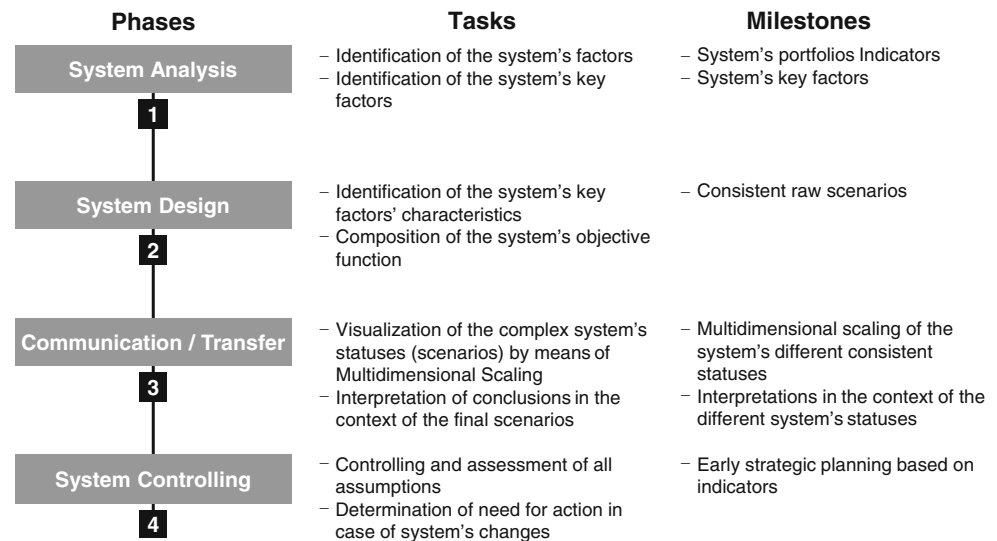 Phases
Tasks
Milestones
System Analysis
– Identification of the system's factors
– Identification of the system's key
factors
– System's portfolios Indicators
– System's key factors
1
System Design
– Identification of the system's key
factors' characteristics
– Composition of the system's objective
function
– Consistent raw scenarios
2
Communication / Transfer
– Visualization of the complex system's
statuses (scenarios) by means of
Multidimensional Scaling
– Interpretation of conclusions in the
context of the final scenarios
– Multidimensional scaling of the
system's different consistent
statuses
– Interpretations in the context of the
different system's statuses
3
System Controlling
– Controlling and assessment of all
assumptions
– Determination of need for action in
case of system's changes
– Early strategic planning based on
indicators
4